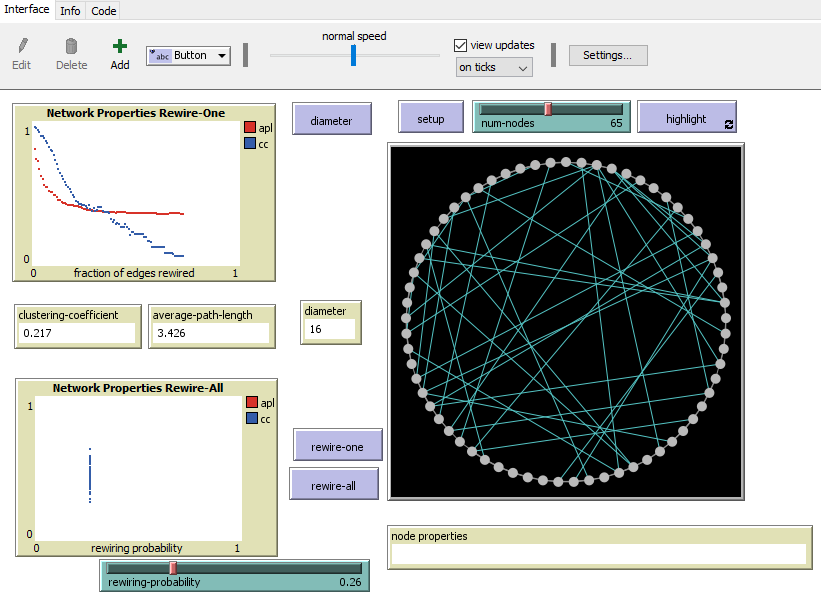 Interface Info Code
normal speed
Edit Delete Add abc Button view updates Settings...
on ticks
Network Properties Rewire-One
1
apl
cc
0
0 fraction of edges rewired 1
diameter
setup
num-nodes 65
highlight
clustering-coefficient
0.217
average-path-length
3.426
diameter
16
Network Properties Rewire-All
1
apl
cc
0
0 rewiring probability 1
rewire-one
rewire-all
node properties
rewiring-probability 0.26